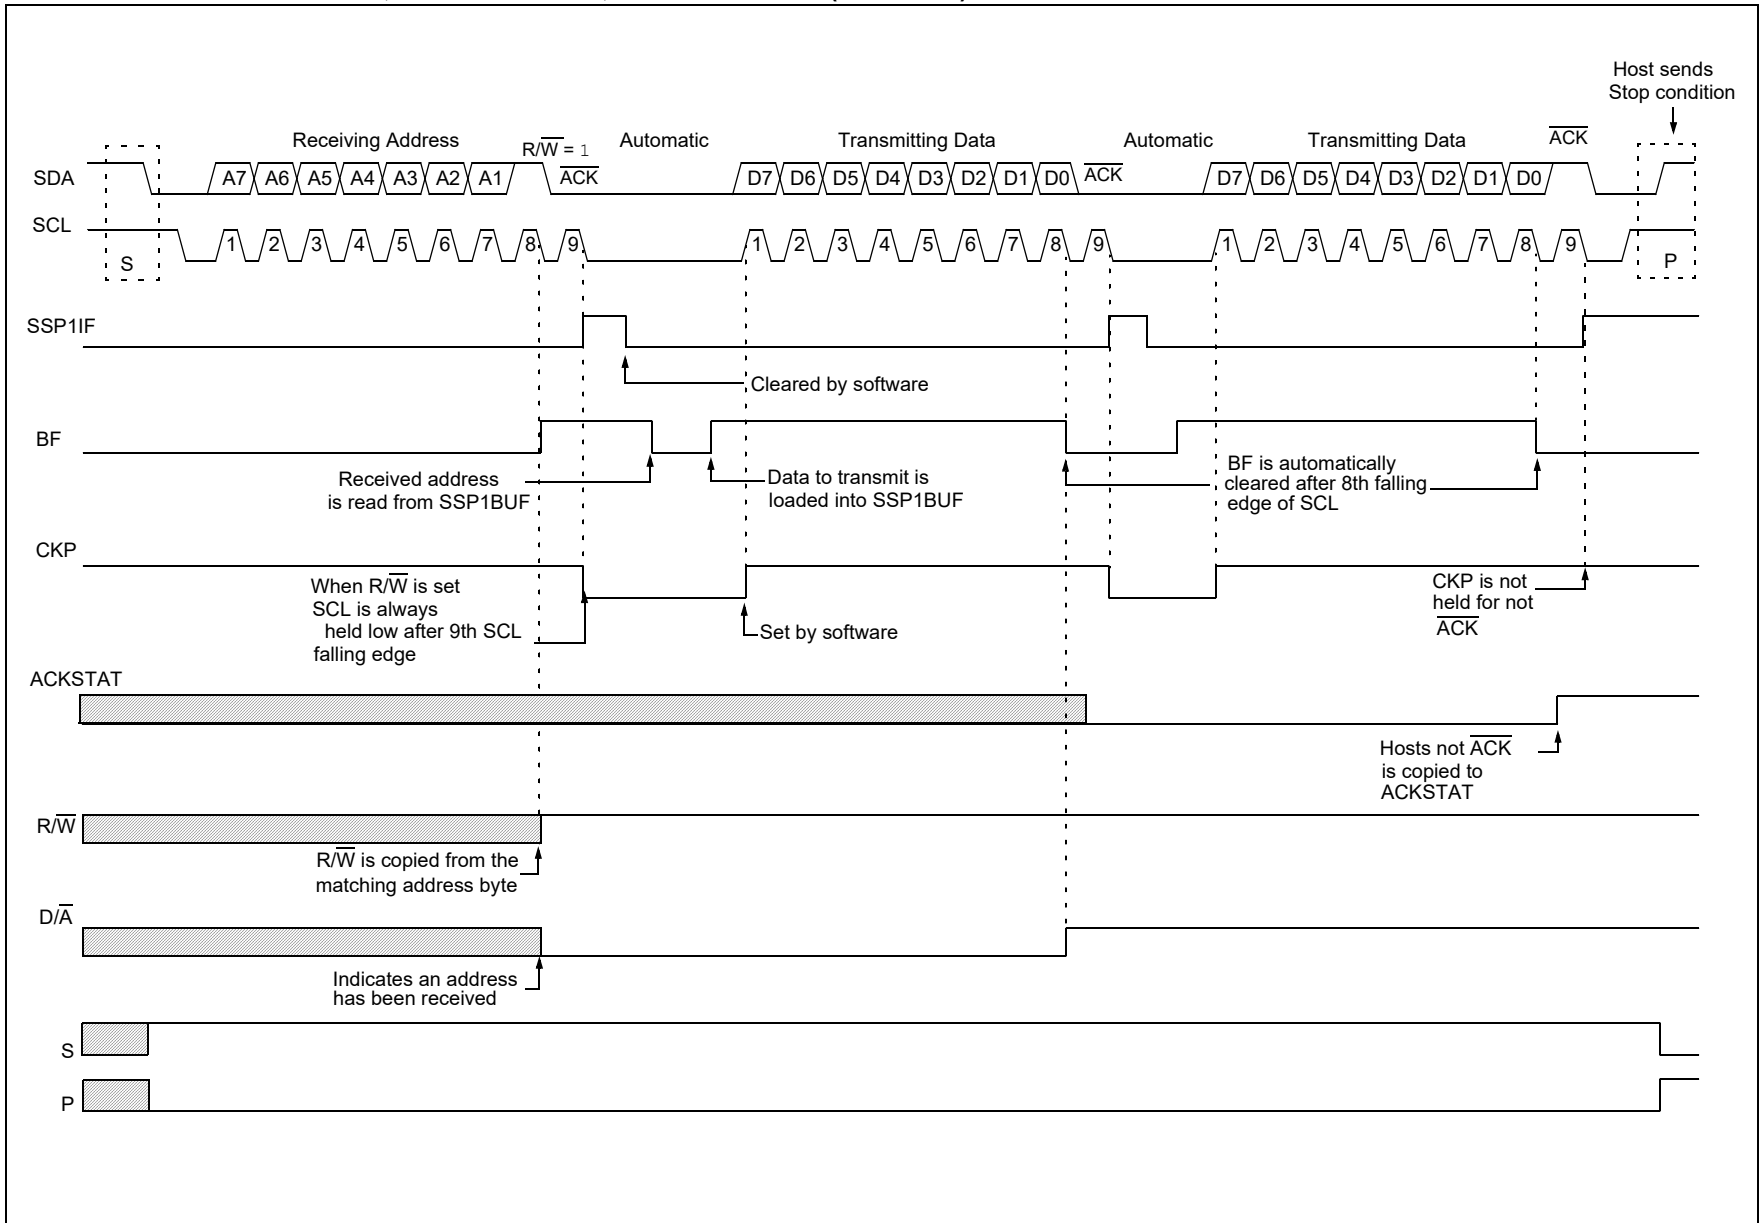 Host sends
Stop condition
Receiving Address
R/W̅ = 1
Automatic
Transmitting Data
Automatic
Transmitting Data
A̅C̅K̅
SDA
A7 A6 A5 A4 A3 A2 A1
A̅C̅K̅
D7 D6 D5 D4 D3 D2 D1 D0
A̅C̅K̅
D7 D6 D5 D4 D3 D2 D1 D0
SCL
S
1 2 3 4 5 6 7 8 9
1 2 3 4 5 6 7 8 9
1 2 3 4 5 6 7 8 9
P
SSP1IF
Cleared by software
BF
Received address
is read from SSP1BUF
Data to transmit is
loaded into SSP1BUF
BF is automatically
cleared after 8th falling
edge of SCL
CKP
When R/W̅ is set
SCL is always
held low after 9th SCL
falling edge
Set by software
CKP is not
held for not
A̅C̅K̅
ACKSTAT
Hosts not A̅C̅K̅
is copied to
ACKSTAT
R/W̅
R/W̅ is copied from the
matching address byte
D/A̅
Indicates an address
has been received
S
P